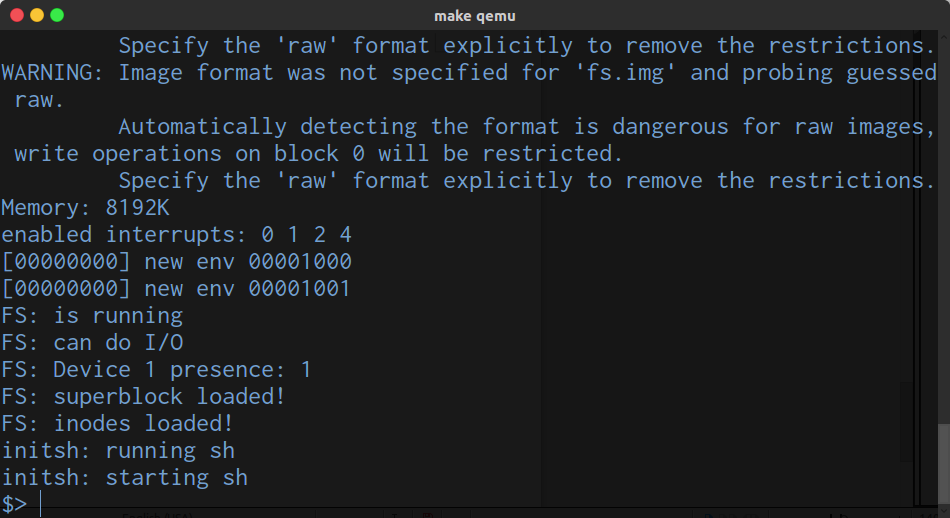 make qemu
Specify the 'raw' format explicitly to remove the restrictions.
WARNING: Image format was not specified for 'fs.img' and probing guessed
raw.
Automatically detecting the format is dangerous for raw images,
write operations on block 0 will be restricted.
Specify the 'raw' format explicitly to remove the restrictions.
Memory: 8192K
enabled interrupts: 0 1 2 4
[00000000] new env 00001000
[00000000] new env 00001001
FS: is running
FS: can do I/O
FS: Device 1 presence: 1
FS: superblock loaded!
FS: inodes loaded!
initsh: running sh
initsh: starting sh
$>